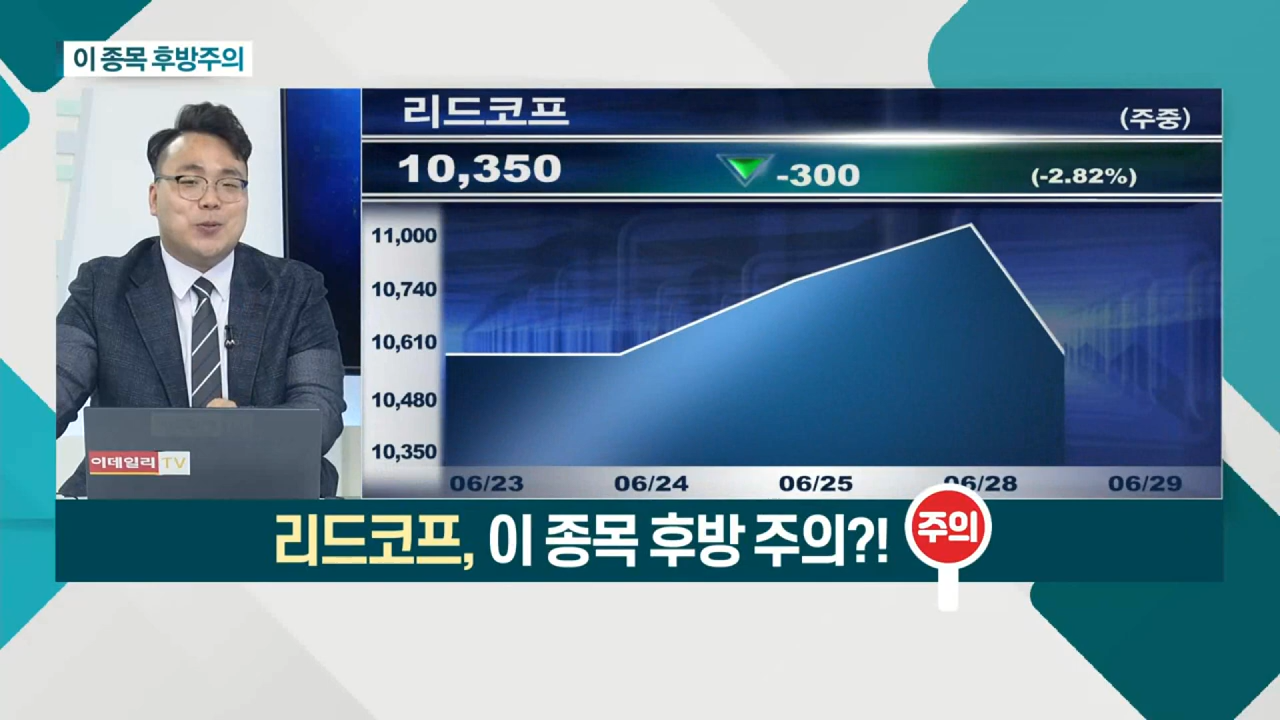 이 종목 후방주의
리드코프 (주중)
10,350 -300 (-2.82%)
11,000
10,740
10,610
10,480
10,350
06/23 06/24 06/25 06/28 06/29
이데일리TV
리드코프, 이 종목 후방 주의?! 주의